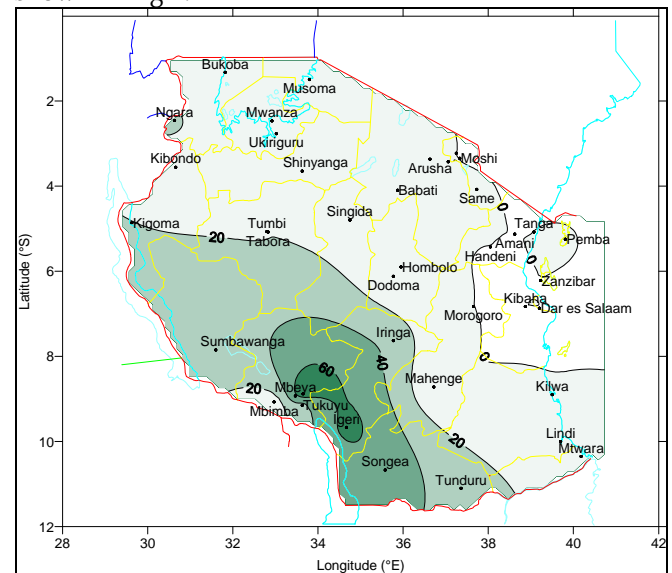 Bukoba
Musoma
2
Ngara
Mwanza
Ukiriguru
Kibondo
Shinyanga
Arusha
Moshi
4
Babati
Same
0
Singida
Kigoma
20
Tumbi
Tabora
Tanga
Amani
Pemba
Handeni
0
6
Hombolo
Dodoma
Zanzibar
Kibaha
Dar es Salaam
Morogoro
Latitude (°S)
Iringa
Sumbawanga
8
40
0
60
Mahenge
Mbeya
20
Kilwa
Mbimba
Tukuyu
Igeri
20
Lindi
Mtwara
10
Songea
Tunduru
12
28 30 32 34 36 38 40 42
Longitude (°E)